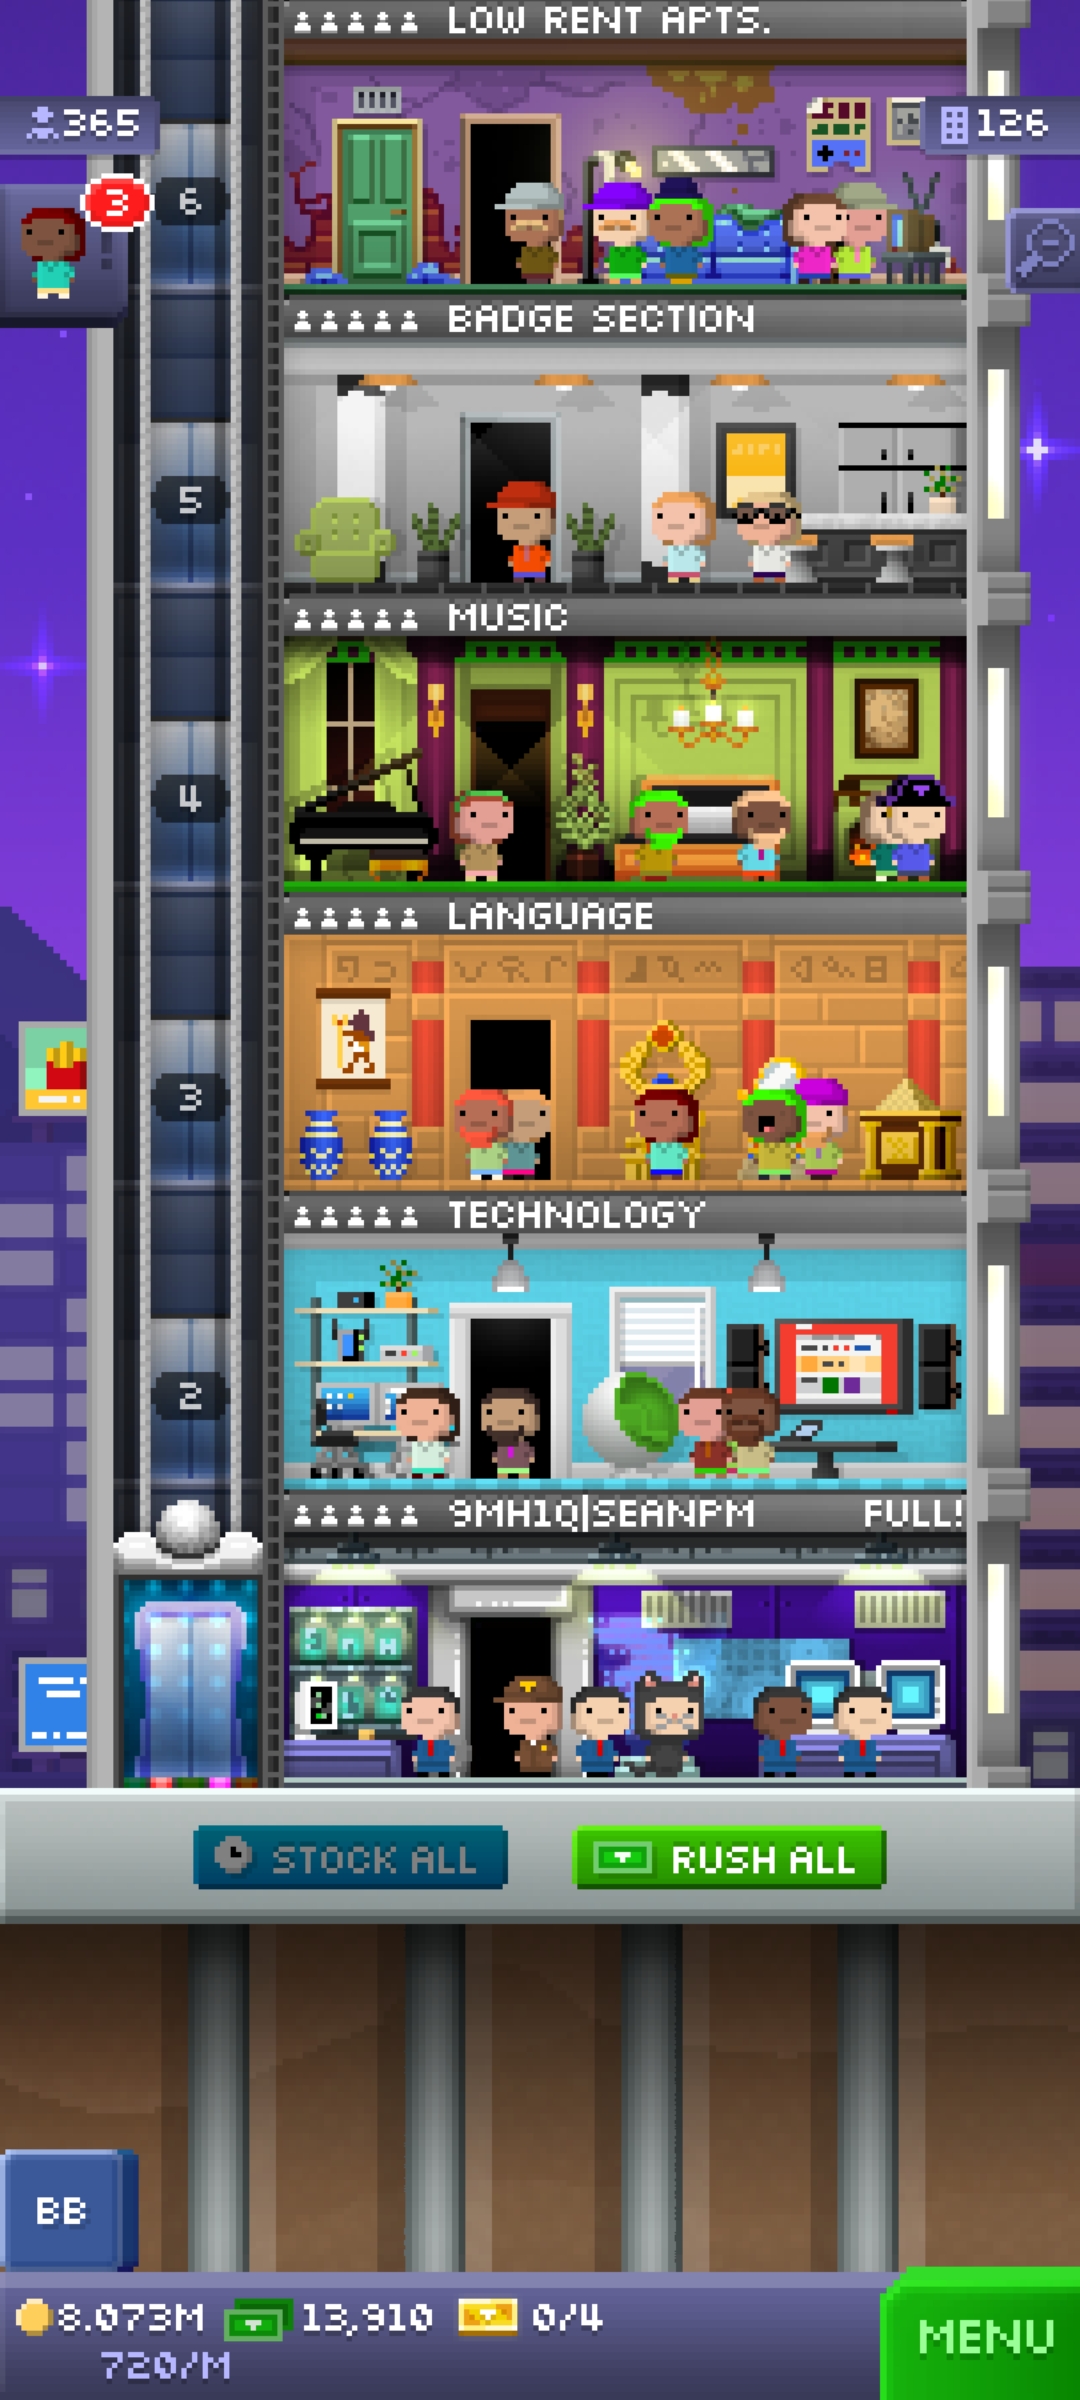 LOW RENT APTS.
365
126
3
6
BADGE SECTION
5
MUSIC
4
LANGUAGE
3
TECHNOLOGY
2
9MH1Q|SEANPM FULL!
STOCK ALL
RUSH ALL
BB
8.073M 13,910 0/4
720/M
MENU